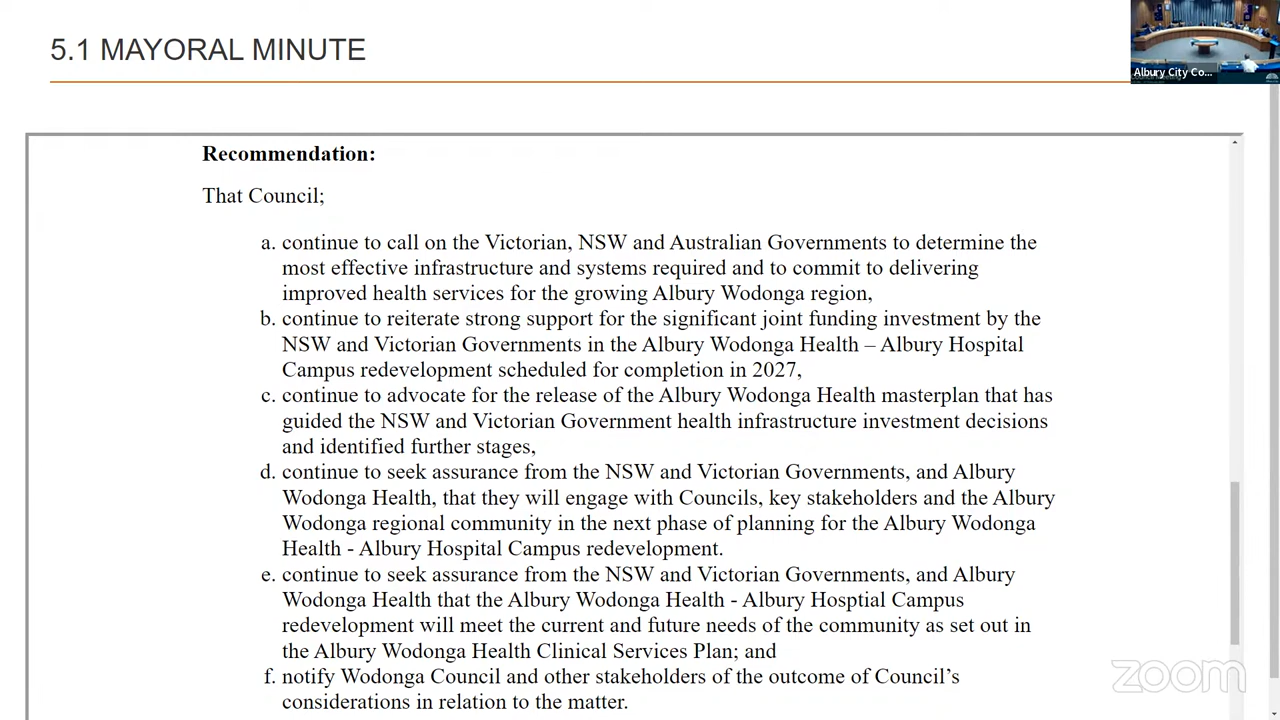 5.1 MAYORAL MINUTE
Albury City Co...
Recommendation:
That Council;
a. continue to call on the Victorian, NSW and Australian Governments to determine the
most effective infrastructure and systems required and to commit to delivering
improved health services for the growing Albury Wodonga region,
b. continue to reiterate strong support for the significant joint funding investment by the
NSW and Victorian Governments in the Albury Wodonga Health – Albury Hospital
Campus redevelopment scheduled for completion in 2027,
c. continue to advocate for the release of the Albury Wodonga Health masterplan that has
guided the NSW and Victorian Government health infrastructure investment decisions
and identified further stages,
d. continue to seek assurance from the NSW and Victorian Governments, and Albury
Wodonga Health, that they will engage with Councils, key stakeholders and the Albury
Wodonga regional community in the next phase of planning for the Albury Wodonga
Health - Albury Hospital Campus redevelopment.
e. continue to seek assurance from the NSW and Victorian Governments, and Albury
Wodonga Health that the Albury Wodonga Health - Albury Hosptial Campus
redevelopment will meet the current and future needs of the community as set out in
the Albury Wodonga Health Clinical Services Plan; and
f. notify Wodonga Council and other stakeholders of the outcome of Council’s
considerations in relation to the matter.
zoom